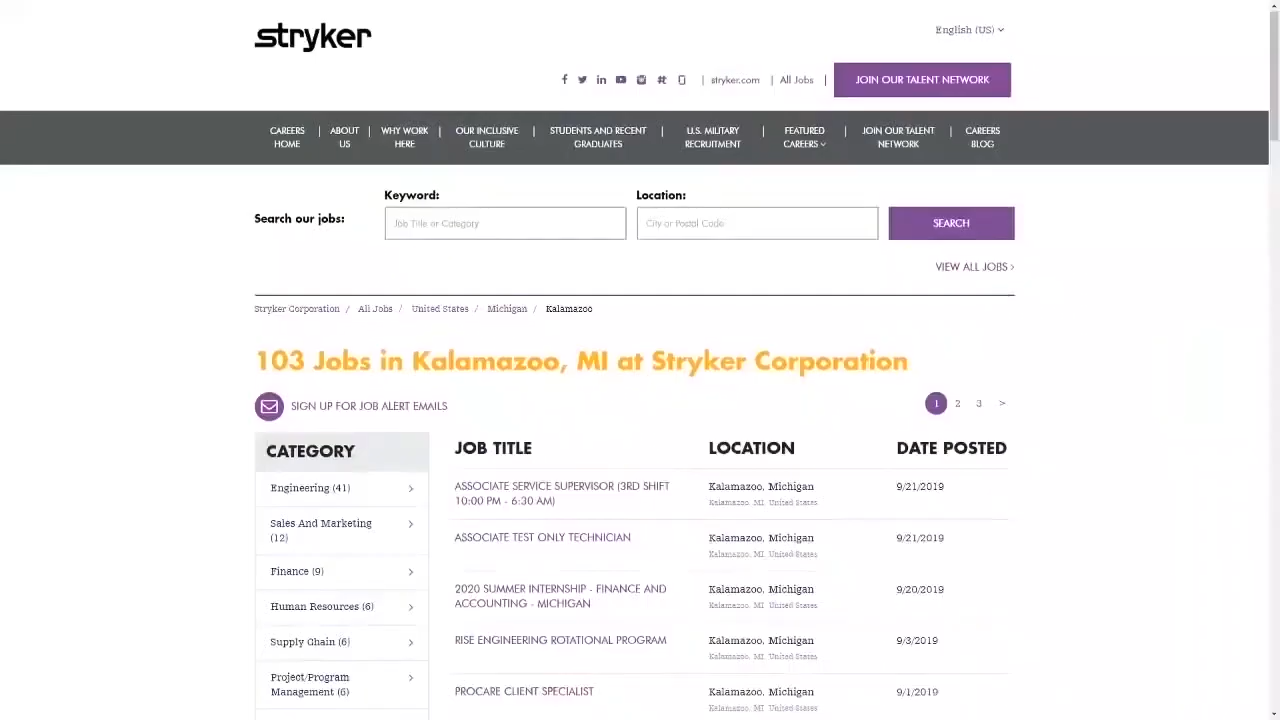 stryker
English (US)
| stryker.com | All Jobs | JOIN OUR TALENT NETWORK
CAREERS HOME | ABOUT US | WHY WORK HERE | OUR INCLUSIVE CULTURE | STUDENTS AND RECENT GRADUATES | U.S. MILITARY RECRUITMENT | FEATURED CAREERS | JOIN OUR TALENT NETWORK | CAREERS BLOG
Keyword: Location:
Search our jobs: Job Title or Category City or Postal Code SEARCH
VIEW ALL JOBS >
Stryker Corporation / All Jobs / United States / Michigan / Kalamazoo
103 Jobs in Kalamazoo, MI at Stryker Corporation
SIGN UP FOR JOB ALERT EMAILS 1 2 3 >
CATEGORY
Engineering (41) >
Sales And Marketing >
(12)
Finance (9) >
Human Resources (6) >
Supply Chain (6) >
Project/Program >
Management (6)
JOB TITLE LOCATION DATE POSTED
ASSOCIATE SERVICE SUPERVISOR (3RD SHIFT Kalamazoo, Michigan 9/21/2019
10:00 PM - 6:30 AM) Kalamazoo, MI, United States
ASSOCIATE TEST ONLY TECHNICIAN Kalamazoo, Michigan 9/21/2019
Kalamazoo, MI, United States
2020 SUMMER INTERNSHIP - FINANCE AND Kalamazoo, Michigan 9/20/2019
ACCOUNTING - MICHIGAN Kalamazoo, MI, United States
RISE ENGINEERING ROTATIONAL PROGRAM Kalamazoo, Michigan 9/3/2019
Kalamazoo, MI, United States
PROCARE CLIENT SPECIALIST Kalamazoo, Michigan 9/1/2019
Kalamazoo, MI, United States